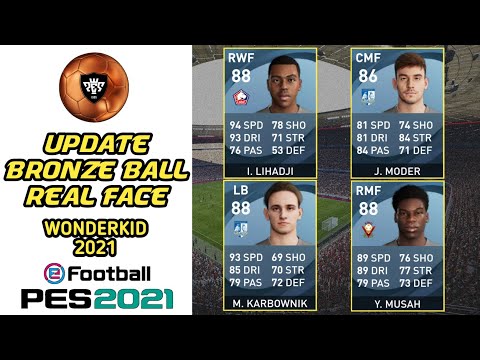 UPDATE
BRONZE BALL
REAL FACE
WONDERKID
2021
eFootball
PES2021
RWF
88
94 SPD 78 SHO
93 DRI 71 STR
76 PAS 53 DEF
I. LIHADJI
CMF
86
81 SPD 74 SHO
81 DRI 84 STR
84 PAS 71 DEF
J. MODER
LB
88
93 SPD 69 SHO
85 DRI 70 STR
79 PAS 72 DEF
M. KARBOWNIK
RMF
88
89 SPD 76 SHO
89 DRI 77 STR
79 PAS 73 DEF
Y. MUSAH